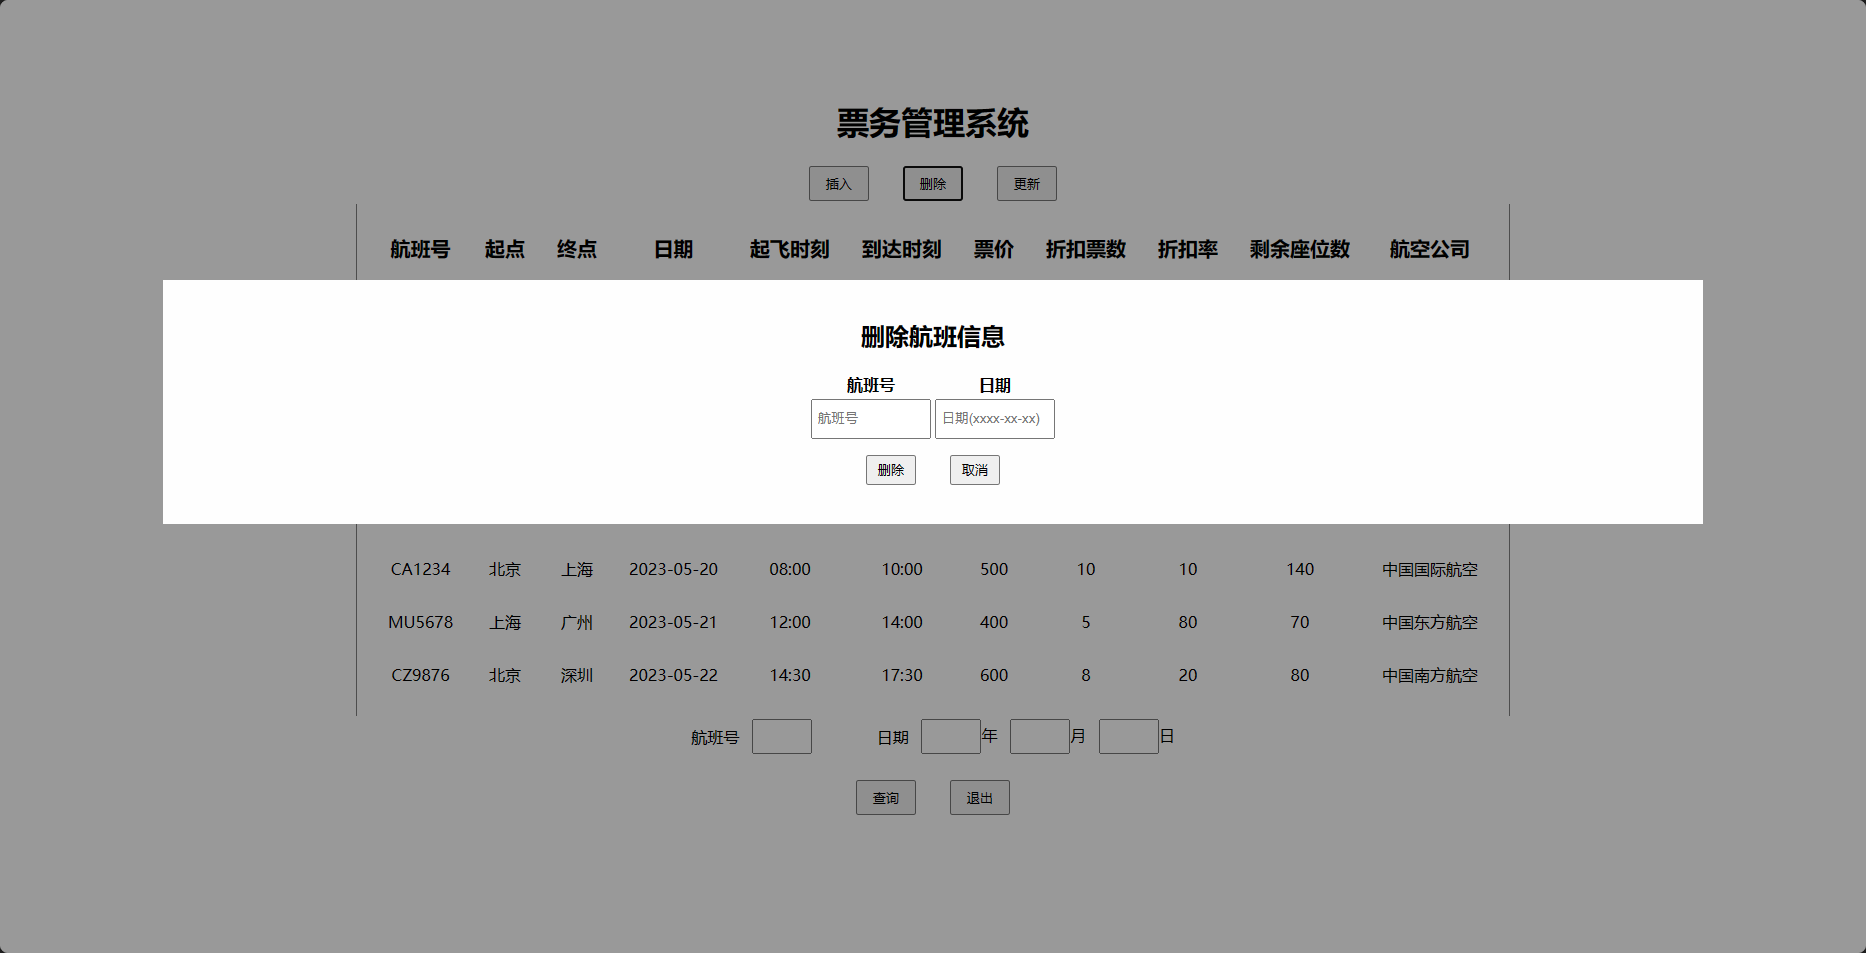 票务管理系统
插入 删除 更新
航班号 起点 终点 日期 起飞时刻 到达时刻 票价 折扣票数 折扣率 剩余座位数 航空公司
删除航班信息
航班号 日期
航班号 日期(xxxx-xx-xx)
删除 取消
CA1234 北京 上海 2023-05-20 08:00 10:00 500 10 10 140 中国国际航空
MU5678 上海 广州 2023-05-21 12:00 14:00 400 5 80 70 中国东方航空
CZ9876 北京 深圳 2023-05-22 14:30 17:30 600 8 20 80 中国南方航空
航班号 日期 年 月 日
查询 退出